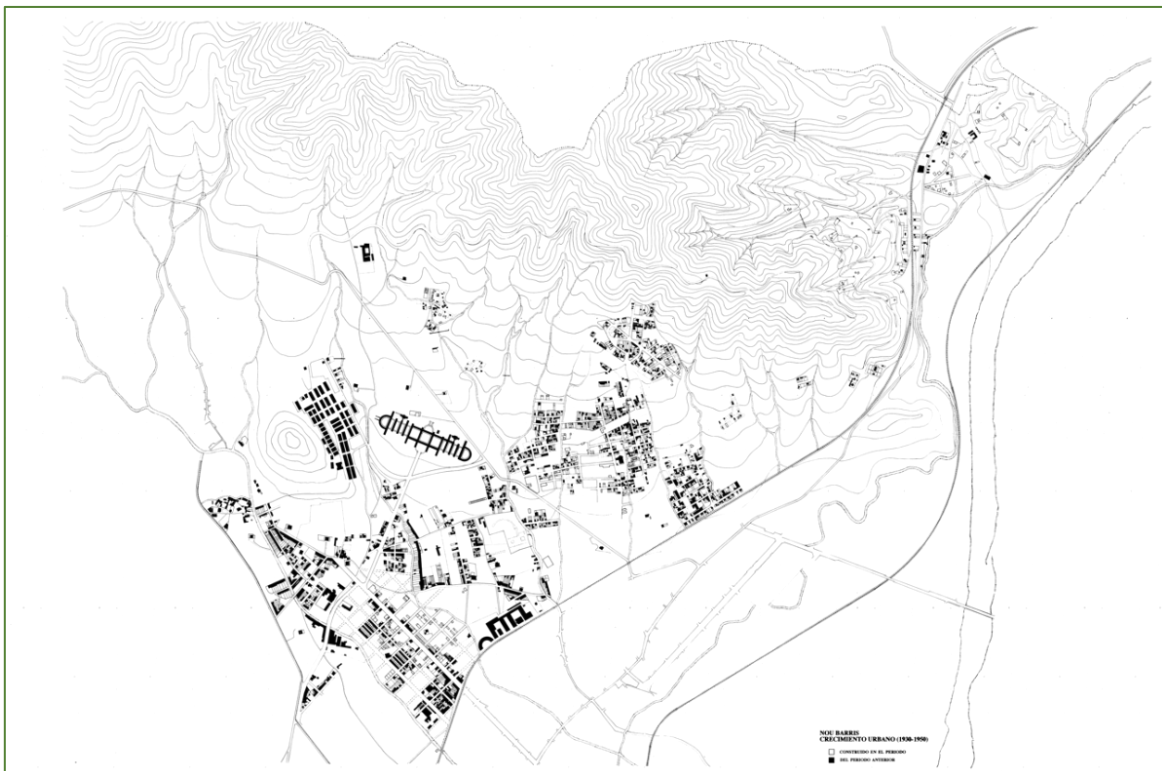 NOU BARRIS
CRECIMIENTO URBANO (1930-1950)
CONSTRUIDO EN EL PERIODO
DEL PERIODO ANTERIOR